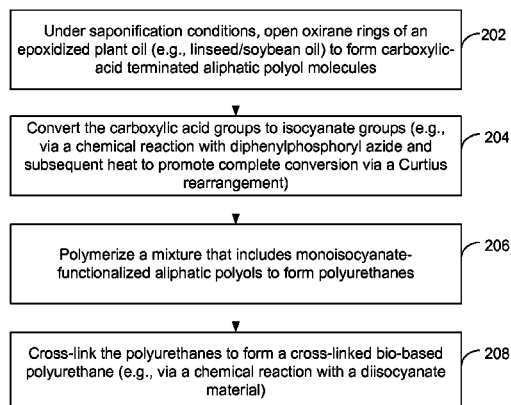 Under saponification conditions, open oxirane rings of an
epoxidized plant oil (e.g., linseed/soybean oil) to form carboxylic-
acid terminated aliphatic polyol molecules
202
Convert the carboxylic acid groups to isocyanate groups (e.g.,
via a chemical reaction with diphenylphosphoryl azide and
subsequent heat to promote complete conversion via a Curtius
rearrangement)
204
Polymerize a mixture that includes monoisocyanate-
functionalized aliphatic polyols to form polyurethanes
206
Cross-link the polyurethanes to form a cross-linked bio-based
polyurethane (e.g., via a chemical reaction with a diisocyanate
material)
208